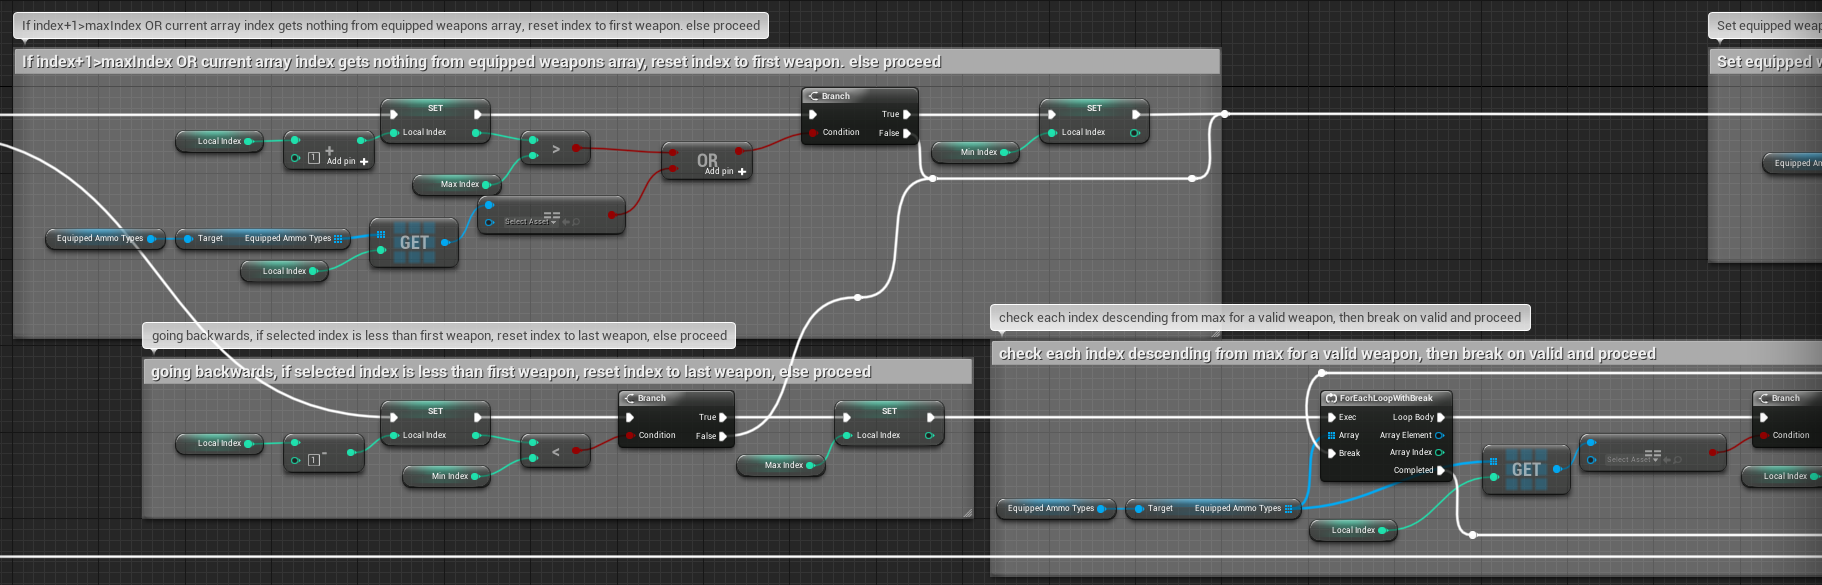 If index+1>maxIndex OR current array index gets nothing from equipped weapons array, reset index to first weapon. else proceed
Set equipped
If index+1>maxIndex OR current array index gets nothing from equipped weapons array, reset index to first weapon. else proceed
Set equipped
SET
Local Index
Local Index
1
+
Add pin +
>
Max Index
OR
Add pin +
Branch
True
Condition
False
SET
Local Index
Min Index
==
Select Asset
Equipped Ammo Types
Target
Equipped Ammo Types
GET
Local Index
Equipped
going backwards, if selected index is less than first weapon, reset index to last weapon, else proceed
going backwards, if selected index is less than first weapon, reset index to last weapon, else proceed
SET
Local Index
Local Index
1
-
<
Min Index
Branch
True
Condition
False
SET
Local Index
Max Index
check each index descending from max for a valid weapon, then break on valid and proceed
check each index descending from max for a valid weapon, then break on valid and proceed
ForEachLoopWithBreak
Exec
Loop Body
Array
Array Element
Break
Array Index
Completed
Equipped Ammo Types
Target
Equipped Ammo Types
Local Index
GET
==
Select Asset
Branch
Condition
Local Index